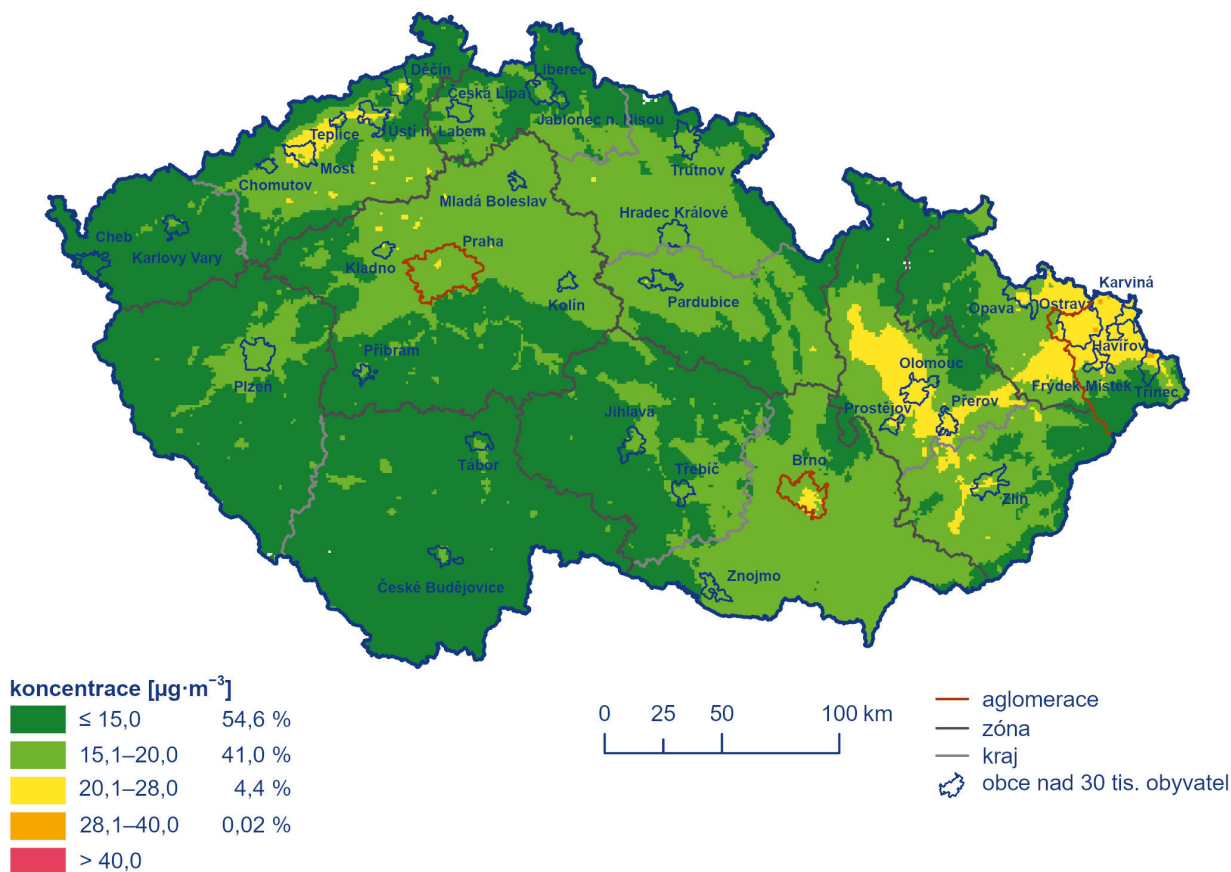 Děčín
Liberec
Česká Lípa
Jablonec n. Nisou
Teplice
Ústí n. Labem
Trutnov
Most
Chomutov
Mladá Boleslav
Hradec Králové
Cheb
Karlovy Vary
Praha
Kladno
Kolín
Pardubice
Karviná
Opava
Ostrava
Havířov
Příbram
Plzeň
Olomouc
Frýdek Místek
Třinec
Prostějov
Přerov
Jihlava
Tábor
Třebíč
Brno
Zlín
České Budějovice
Znojmo
koncentrace [µg·m⁻³]
≤ 15,0 54,6 %
15,1–20,0 41,0 %
20,1–28,0 4,4 %
28,1–40,0 0,02 %
> 40,0
0 25 50 100 km
aglomerace
zóna
kraj
obce nad 30 tis. obyvatel